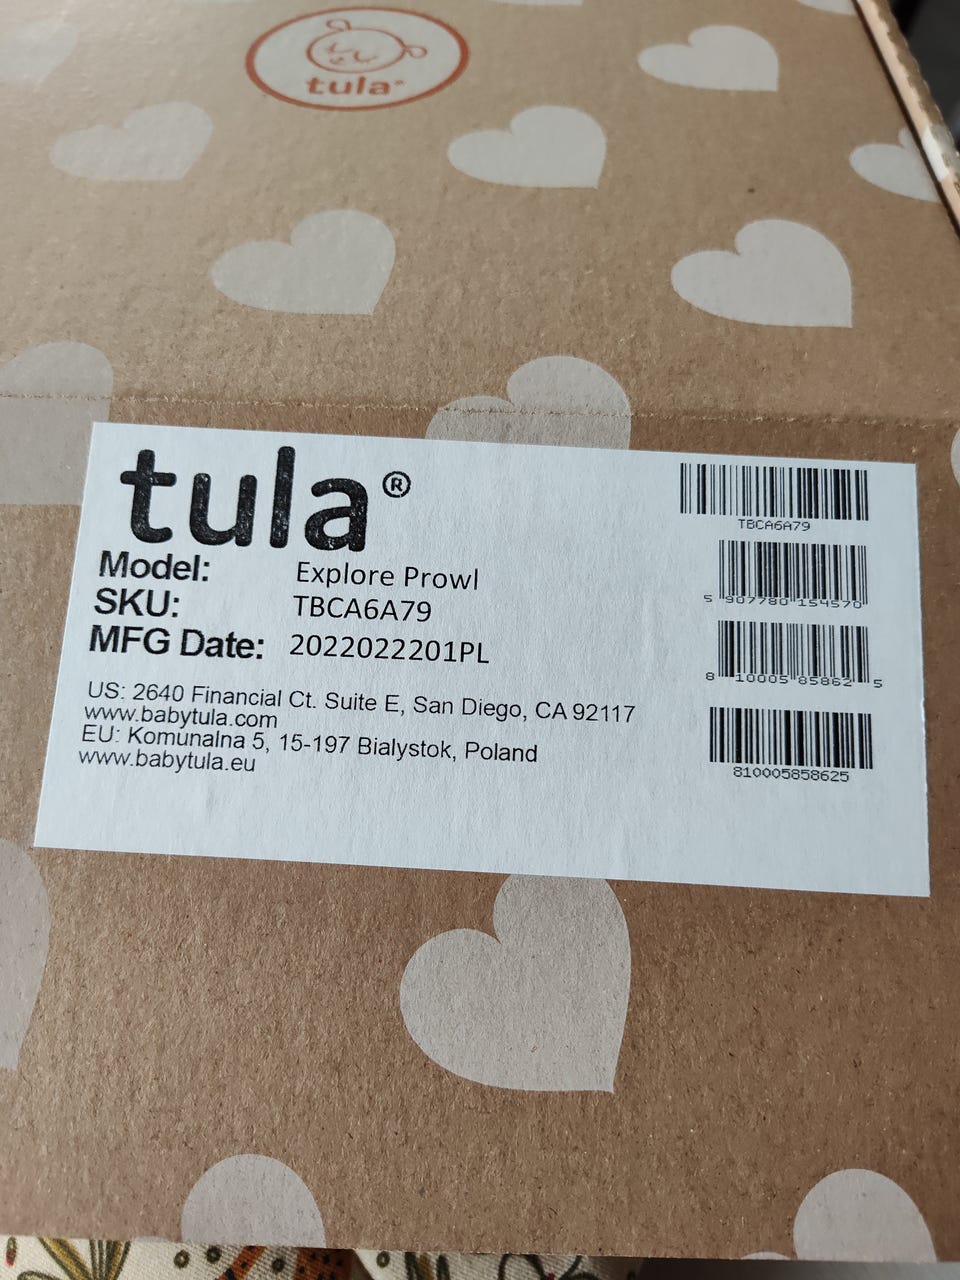 tula
tula®
Model: Explore Prowl
SKU: TBCA6A79
MFG Date: 2022022201PL
US: 2640 Financial Ct. Suite E, San Diego, CA 92117
www.babytula.com
EU: Komunalna 5, 15-197 Bialystok, Poland
www.babytula.eu
TBCA6A79
5 907780 154570
8 10005 85862 5
810005858625